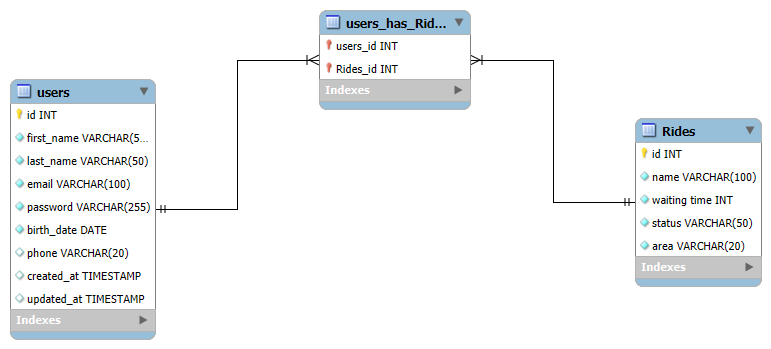 users_has_Rid...
users_id INT
Rides_id INT
Indexes
users
id INT
first_name VARCHAR(5...
last_name VARCHAR(50)
email VARCHAR(100)
password VARCHAR(255)
birth_date DATE
phone VARCHAR(20)
created_at TIMESTAMP
updated_at TIMESTAMP
Indexes
Rides
id INT
name VARCHAR(100)
waiting time INT
status VARCHAR(50)
area VARCHAR(20)
Indexes